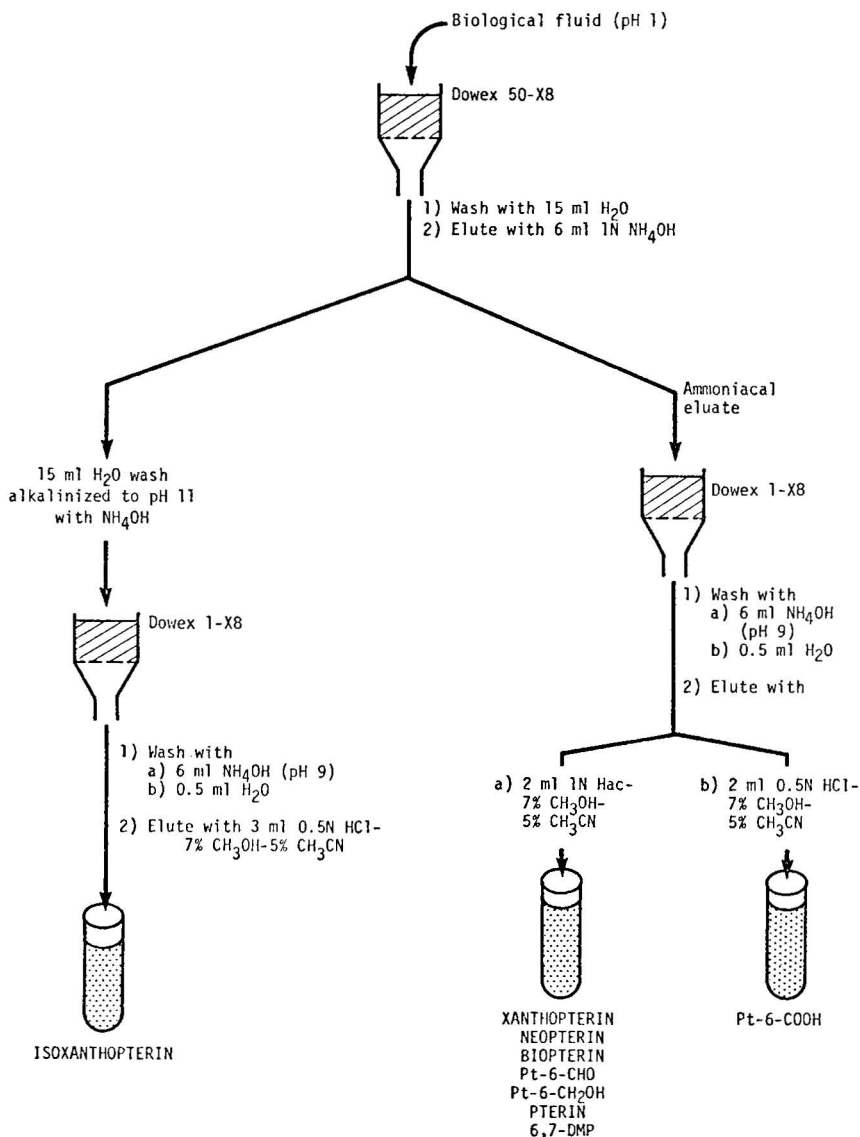 Biological fluid (pH 1)
Dowex 50-X8
1) Wash with 15 ml H₂O
2) Elute with 6 ml 1N NH₄OH
15 ml H₂O wash
alkalinized to pH 11
with NH₄OH
Dowex 1-X8
1) Wash with
a) 6 ml NH₄OH (pH 9)
b) 0.5 ml H₂O
2) Elute with 3 ml 0.5N HCl-
7% CH₃OH-5% CH₃CN
ISOXANTHOPTERIN
Ammoniacal
eluate
Dowex 1-X8
1) Wash with
a) 6 ml NH₄OH
(pH 9)
b) 0.5 ml H₂O
2) Elute with
a) 2 ml 1N Hac-
7% CH₃OH-
5% CH₃CN
XANTHOPTERIN
NEOPTERIN
BIOPTERIN
Pt-6-CHO
Pt-6-CH₂OH
PTERIN
6,7-DMP
b) 2 ml 0.5N HCl-
7% CH₃OH-
5% CH₃CN
Pt-6-COOH